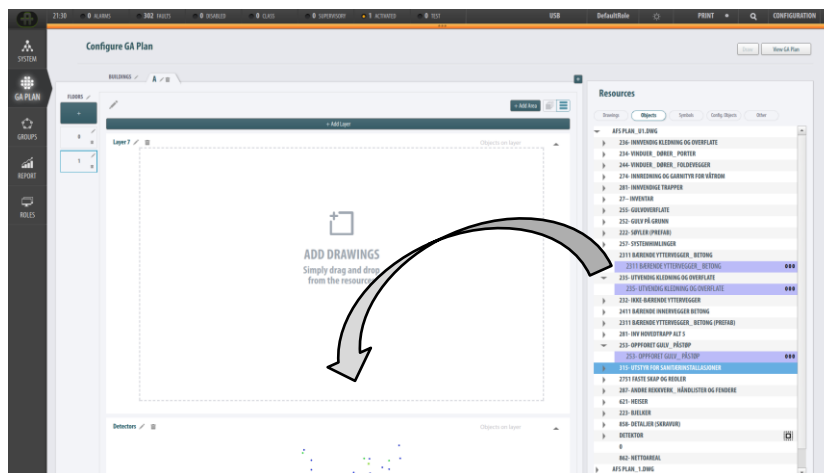 21:30 0 ALARMS 302 FAULTS 0 DISABLED 0 CLASS 0 SUPERVISORY 1 ACTIVATED 0 TEST USB DefaultRole PRINT CONFIGURATION
SYSTEM
GA PLAN
GROUPS
REPORT
ROLES
Configure GA Plan
View GA Plan
BUILDINGS A
FLOORS
+
0
1
+ Add Area
+ Add Layer
Layer 7 Objects on layer
ADD DRAWINGS
Simply drag and drop
from the resources
Detectors Objects on layer
Resources
Drawings Objects Symbols Config. Objects Other
AFS PLAN_U1.DWG
236- INNVENDIG KLEDNING OG OVERFLATE
234- VINDUER_ DØRER_ PORTER
244- VINDUER_ DØRER_ FOLDEVEGGER
274- INNREDNING OG GARNITYR FOR VÅTROM
281- INNVENDIGE TRAPPER
27-- INVENTAR
255- GULVOVERFLATE
252- GULV PÅ GRUNN
222- SØYLER (PREFAB)
257- SYSTEMHIMLINGER
2311 BÆRENDE YTTERVEGGER_ BETONG
2311 BÆRENDE YTTERVEGGER_ BETONG
235- UTVENDIG KLEDNING OG OVERFLATE
235- UTVENDIG KLEDNING OG OVERFLATE
232- IKKE-BÆRENDE YTTERVEGGER
2411 BÆRENDE INNERVEGGER BETONG
2311 BÆRENDE YTTERVEGGER_ BETONG (PREFAB)
281- INV HOVEDTRAPP ALT 5
253- OPPFORET GULV_ PÅSTØP
253- OPPFORET GULV_ PÅSTØP
315- UTSTYR FOR SANITÆRINSTALLASJONER
2751 FASTE SKAP OG REOLER
287- ANDRE REKKVERK_ HÅNDLISTER OG FENDERE
621- HEISER
223- BJELKER
858- DETALJER (SKRAVUR)
DETEKTOR
0
862- NETTOAREAL
AFS PLAN_1.DWG